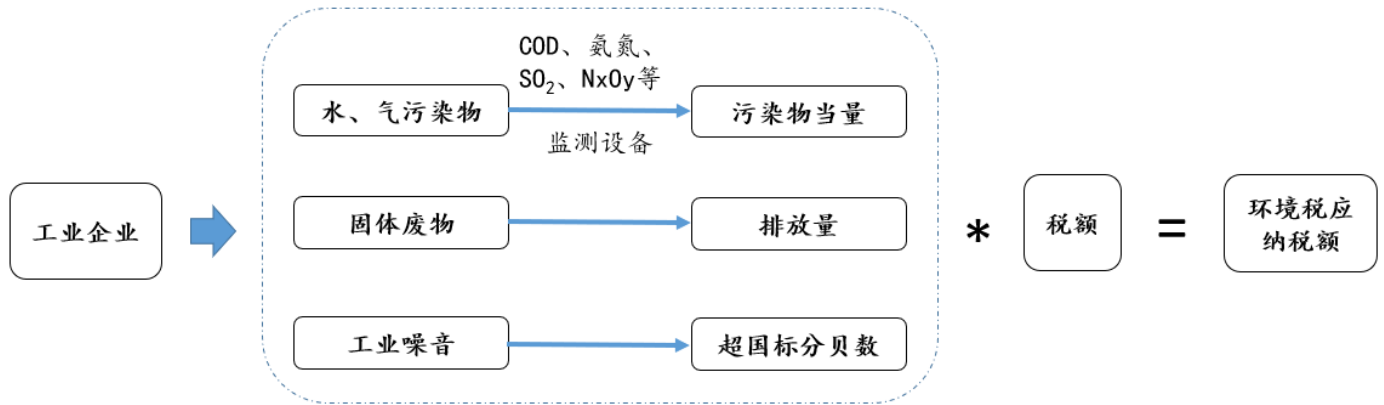 COD、氨氮、
SO₂、NxOy等
水、气污染物
污染物当量
监测设备
工业企业
固体废物
排放量
*
税额
=
环境税应
纳税额
工业噪音
超国标分贝数